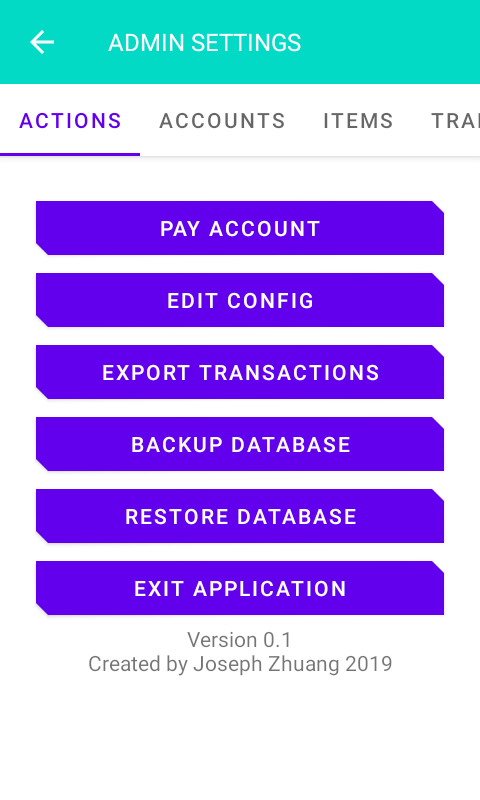 ADMIN SETTINGS
ACTIONS ACCOUNTS ITEMS TRA
PAY ACCOUNT
EDIT CONFIG
EXPORT TRANSACTIONS
BACKUP DATABASE
RESTORE DATABASE
EXIT APPLICATION
Version 0.1
Created by Joseph Zhuang 2019